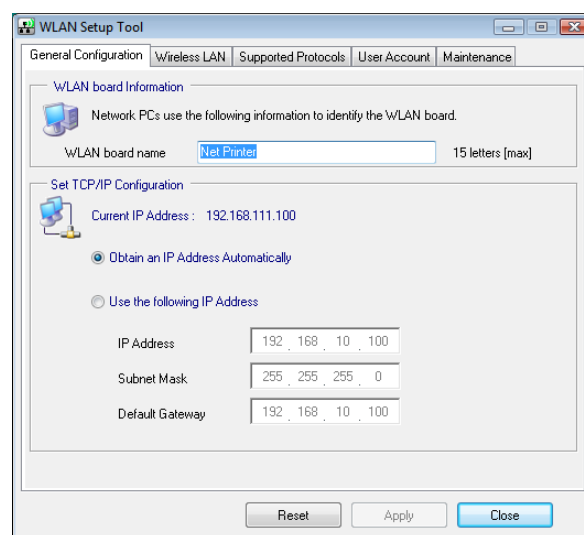 WLAN Setup Tool
General Configuration Wireless LAN Supported Protocols User Account Maintenance
WLAN board Information
Network PCs use the following information to identify the WLAN board.
WLAN board name Net Printer 15 letters [max]
Set TCP/IP Configuration
Current IP Address : 192.168.111.100
Obtain an IP Address Automatically
Use the following IP Address
IP Address 192 . 168 . 10 . 100
Subnet Mask 255 . 255 . 255 . 0
Default Gateway 192 . 168 . 10 . 100
Reset Apply Close